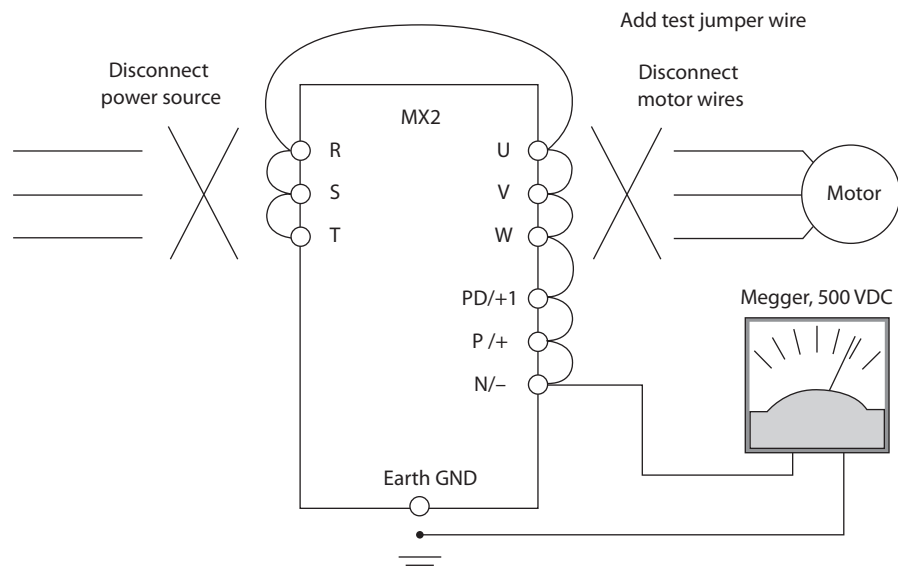 Add test jumper wire
Disconnect
power source
Disconnect
motor wires
MX2
R
U
S
V
T
W
Motor
PD/+1
Megger, 500 VDC
P /+
N/–
Earth GND